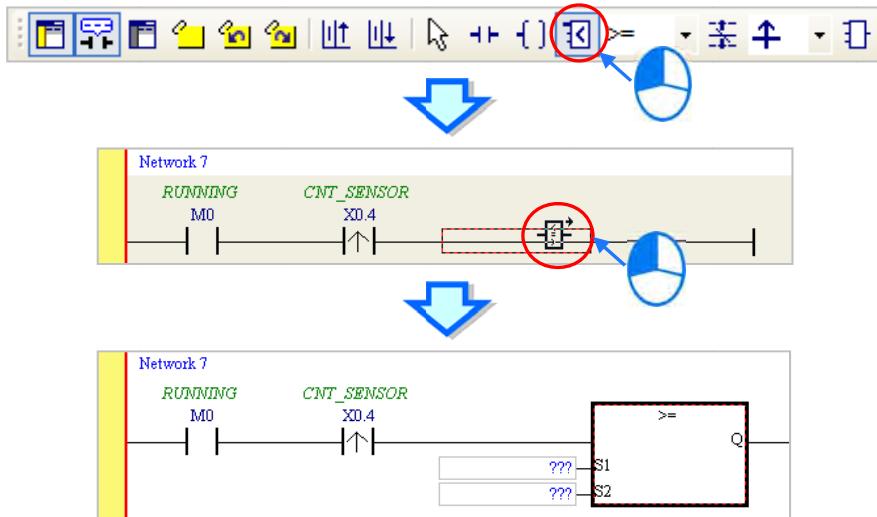 >=
Network 7
RUNNING CNT_SENSOR
M0 X0.4
Network 7
RUNNING CNT_SENSOR
M0 X0.4
>=
Q
??? S1
??? S2